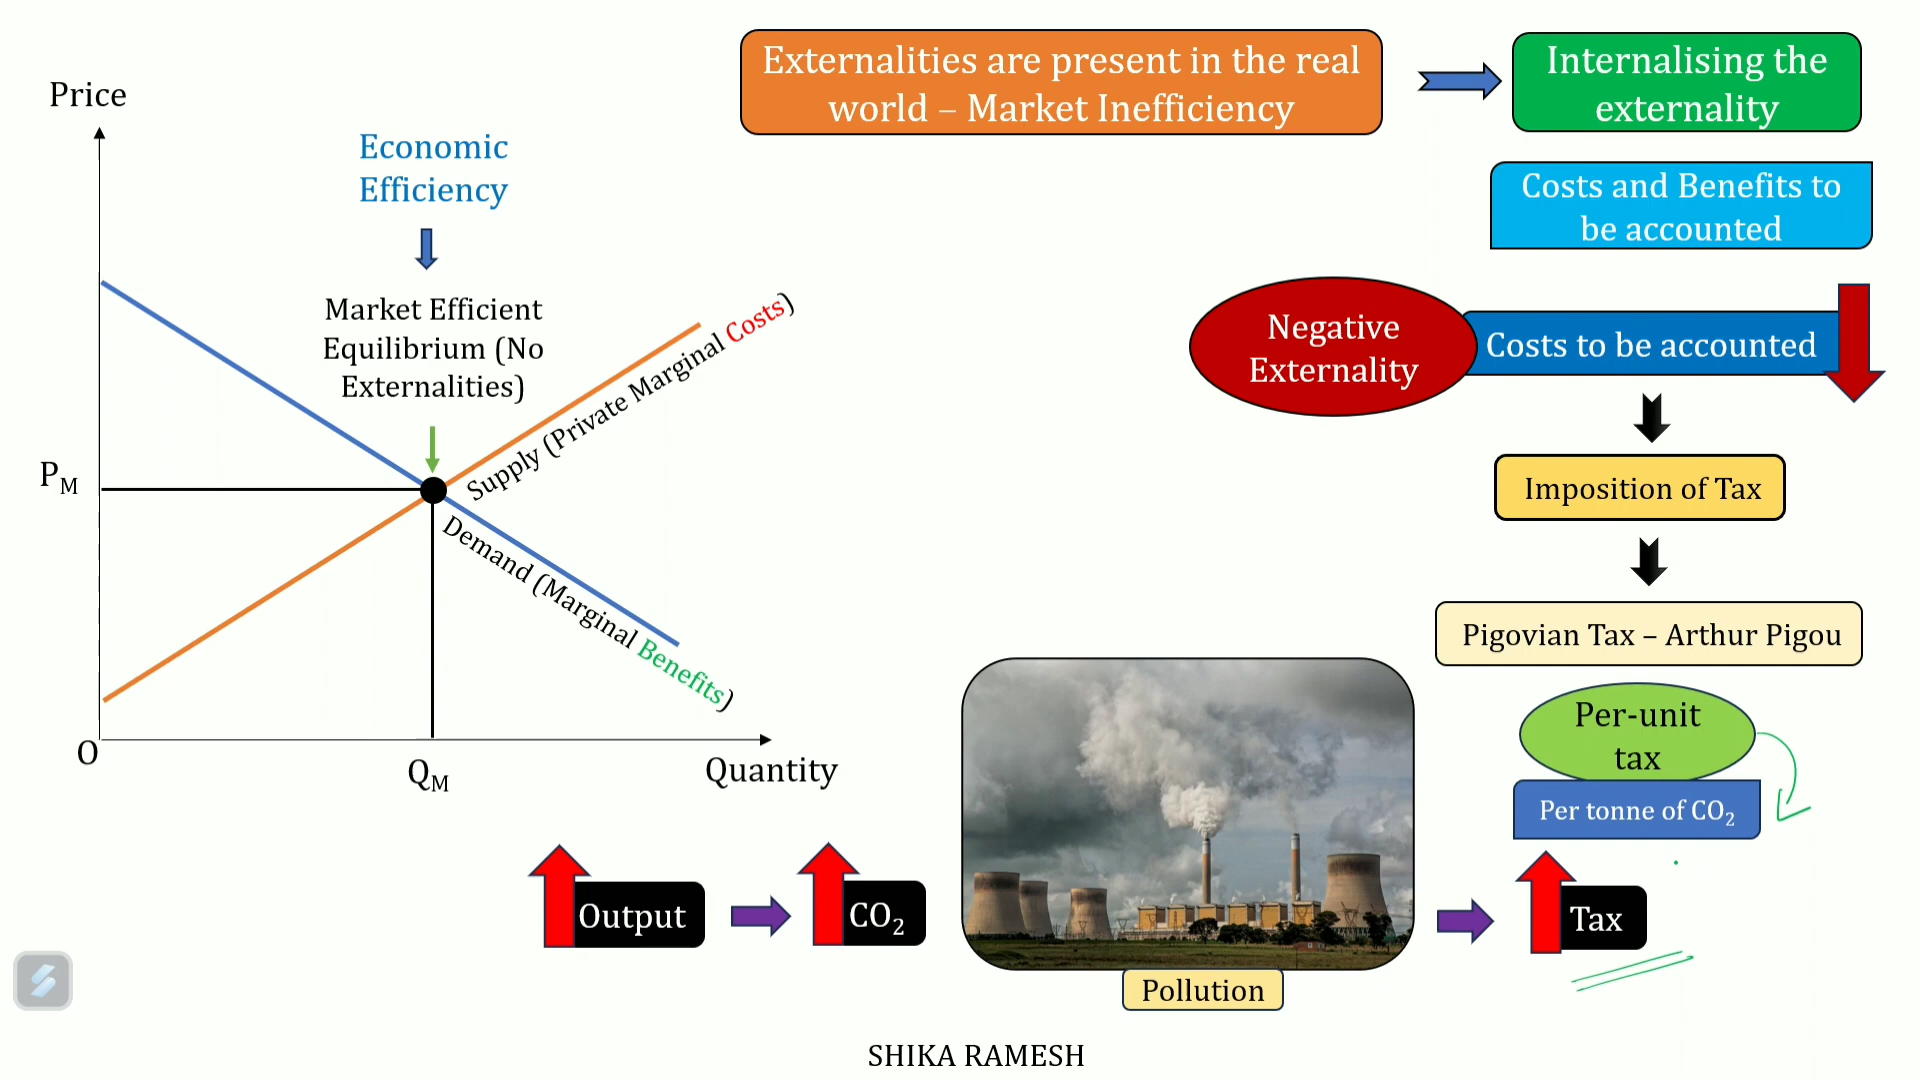 Price
Economic
Efficiency
Market Efficient
Equilibrium (No
Externalities)
Supply (Private Marginal Costs)
Demand (Marginal Benefits)
P_M
O
Q_M
Quantity
Externalities are present in the real
world – Market Inefficiency
Internalising the
externality
Costs and Benefits to
be accounted
Negative
Externality
Costs to be accounted
Imposition of Tax
Pigovian Tax – Arthur Pigou
Per-unit
tax
Per tonne of CO₂
Output
CO₂
Pollution
Tax
SHIKA RAMESH